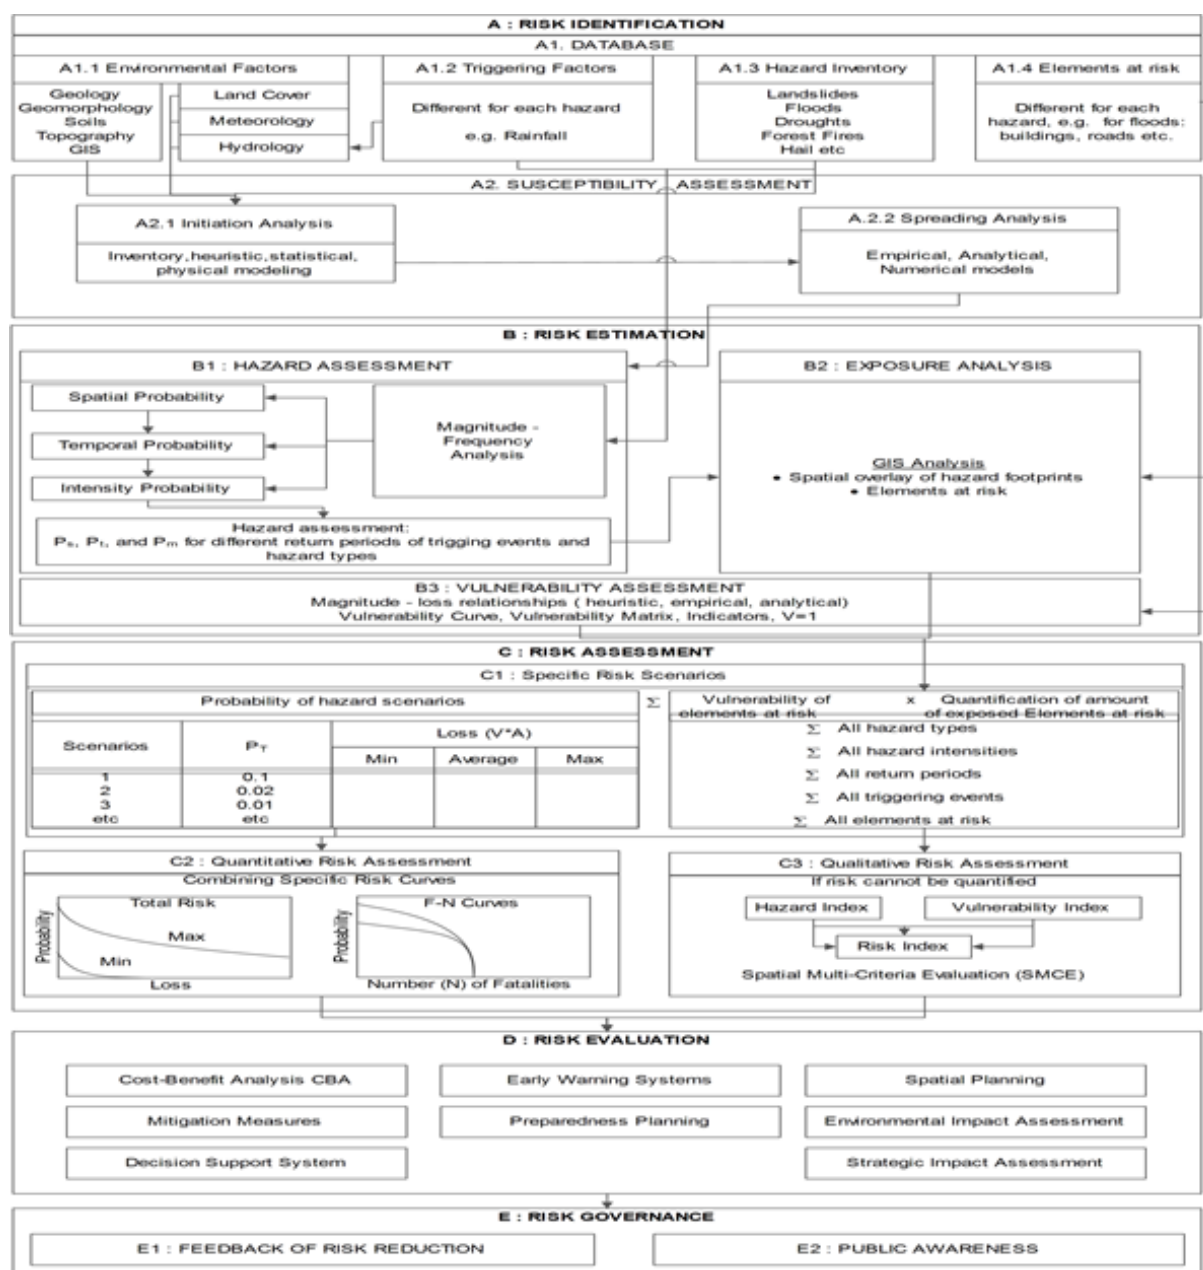 A : RISK IDENTIFICATION
A1. DATABASE
A1.1 Environmental Factors
Geology
Geomorphology
Soils
Topography
GIS
Land Cover
Meteorology
Hydrology
A1.2 Triggering Factors
Different for each hazard
e.g. Rainfall
A1.3 Hazard Inventory
Landslides
Floods
Droughts
Forest Fires
Hail etc
A1.4 Elements at risk
Different for each
hazard, e.g. for floods:
buildings, roads etc.
A2. SUSCEPTIBILITY ASSESSMENT
A2.1 Initiation Analysis
Inventory,heuristic,statistical,
physical modeling
A.2.2 Spreading Analysis
Empirical, Analytical,
Numerical models
B : RISK ESTIMATION
B1 : HAZARD ASSESSMENT
Spatial Probability
Temporal Probability
Intensity Probability
Magnitude -
Frequency
Analysis
Hazard assessment:
Pₛ, Pₜ, and Pₘ for different return periods of trigging events and
hazard types
B2 : EXPOSURE ANALYSIS
GIS Analysis
• Spatial overlay of hazard footprints
• Elements at risk
B3 : VULNERABILITY ASSESSMENT
Magnitude - loss relationships ( heuristic, empirical, analytical)
Vulnerability Curve, Vulnerability Matrix, Indicators, V=1
C : RISK ASSESSMENT
C1 : Specific Risk Scenarios
Probability of hazard scenarios
Scenarios
P_T
Loss (V*A)
Min
Average
Max
1 0.1
2 0.02
3 0.01
etc etc
Σ Vulnerability of x Quantification of amount
elements at risk of exposed Elements at risk
Σ All hazard types
Σ All hazard intensities
Σ All return periods
Σ All triggering events
Σ All elements at risk
C2 : Quantitative Risk Assessment
Combining Specific Risk Curves
Total Risk
Probability
Max
Min
Loss
F-N Curves
Probability
Number (N) of Fatalities
C3 : Qualitative Risk Assessment
If risk cannot be quantified
Hazard Index
Vulnerability Index
Risk Index
Spatial Multi-Criteria Evaluation (SMCE)
D : RISK EVALUATION
Cost-Benefit Analysis CBA
Early Warning Systems
Spatial Planning
Mitigation Measures
Preparedness Planning
Environmental Impact Assessment
Decision Support System
Strategic Impact Assessment
E : RISK GOVERNANCE
E1 : FEEDBACK OF RISK REDUCTION
E2 : PUBLIC AWARENESS